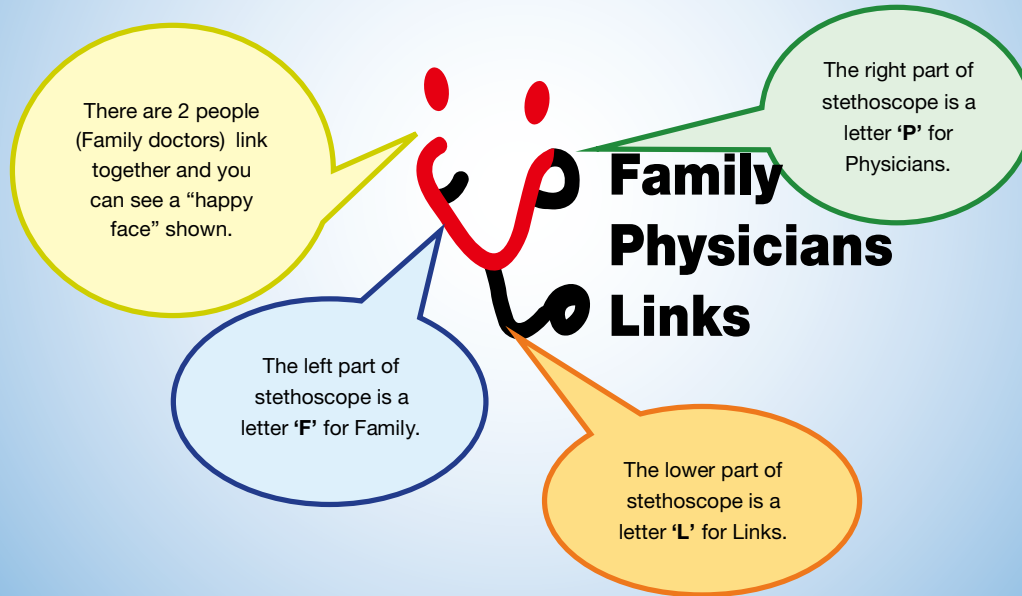 There are 2 people
(Family doctors)  link
together and you
can see a “happy
face” shown.
The right part of
stethoscope is a
letter ‘P’ for
Physicians.
Family
Physicians
Links
The left part of
stethoscope is a
letter ‘F’ for Family.
The lower part of
stethoscope is a
letter ‘L’ for Links.